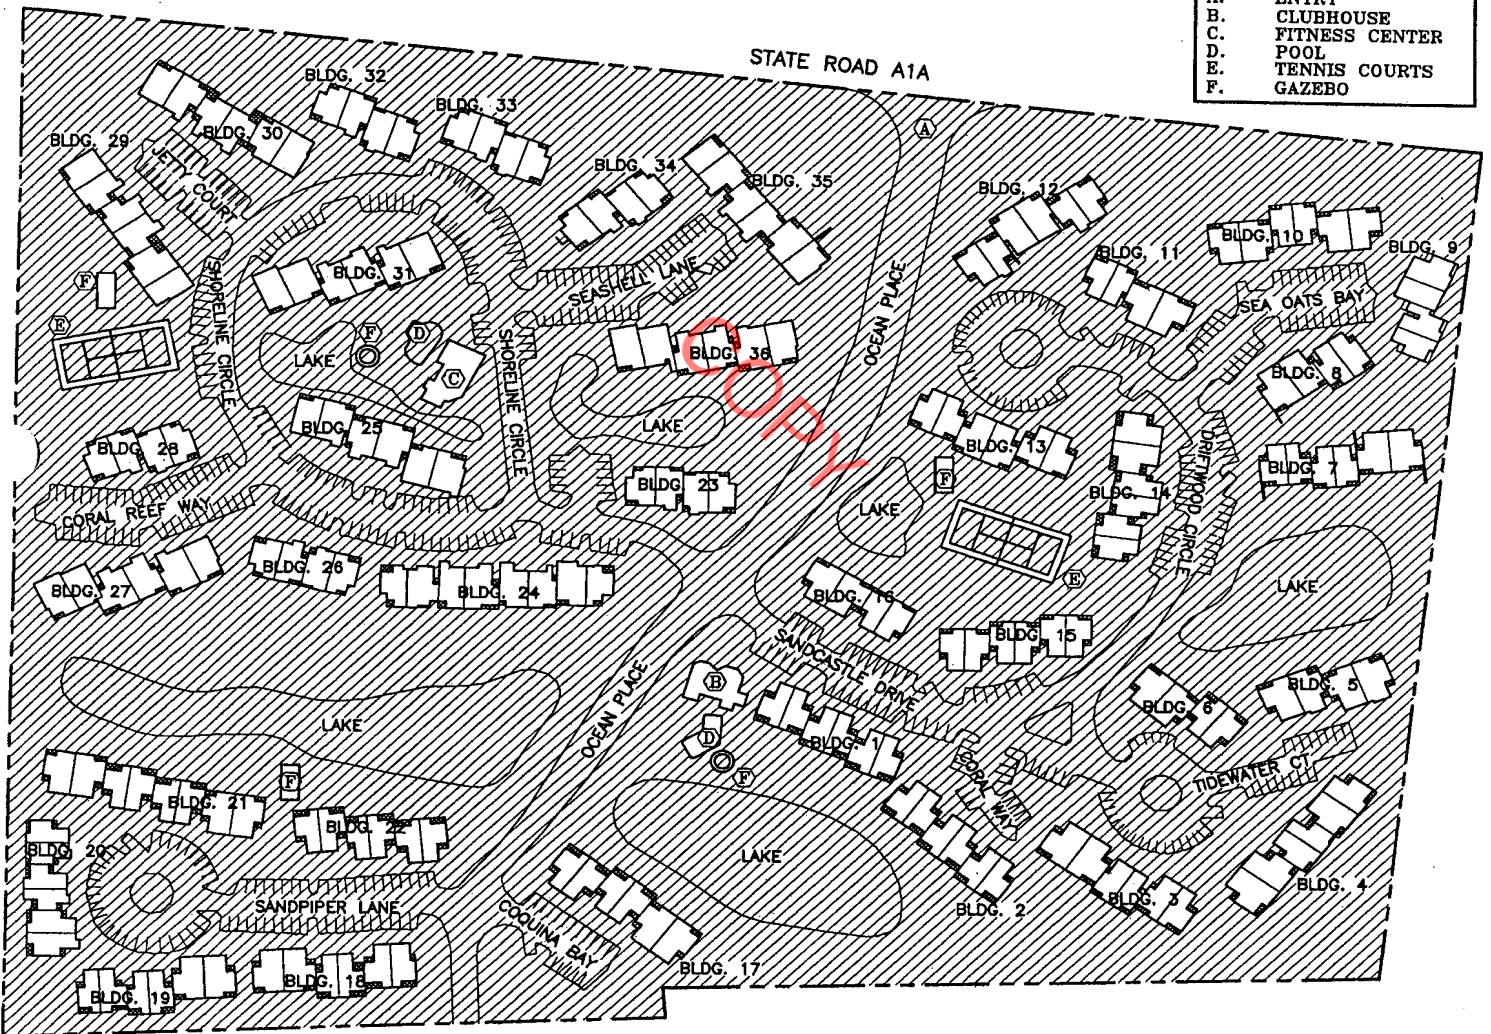 A. ENTRY
B. CLUBHOUSE
C. FITNESS CENTER
D. POOL
E. TENNIS COURTS
F. GAZEBO
STATE ROAD A1A
A
BLDG. 32
BLDG. 33
BLDG. 30
BLDG. 29
JETTY COURT
BLDG. 34
BLDG. 35
BLDG. 12
BLDG. 10
BLDG. 9
BLDG. 11
BLDG. 31
SEASHELL LANE
SEA OATS BAY
F
E
SHORELINE CIRCLE
LAKE
F
D
C
SHORELINE CIRCLE
BLDG. 36
OCEAN PLACE
COPY
BLDG. 8
BLDG. 25
LAKE
BLDG. 28
BLDG. 13
BLDG. 7
DRIFTWOOD CIRCLE
F
BLDG. 14
BLDG. 23
LAKE
CORAL REEF WAY
BLDG. 26
BLDG. 27
BLDG. 24
E
LAKE
BLDG. 16
BLDG. 15
SANDCASTLE DRIVE
B
OCEAN PLACE
LAKE
BLDG. 5
BLDG. 6
D
F
BLDG. 1
CORAL WAY
TIDEWATER CT.
F
BLDG. 21
BLDG. 22
BLDG. 20
LAKE
BLDG. 4
BLDG. 3
BLDG. 2
SANDPIPER LANE
COQUINA BAY
BLDG. 17
BLDG. 18
BLDG. 19